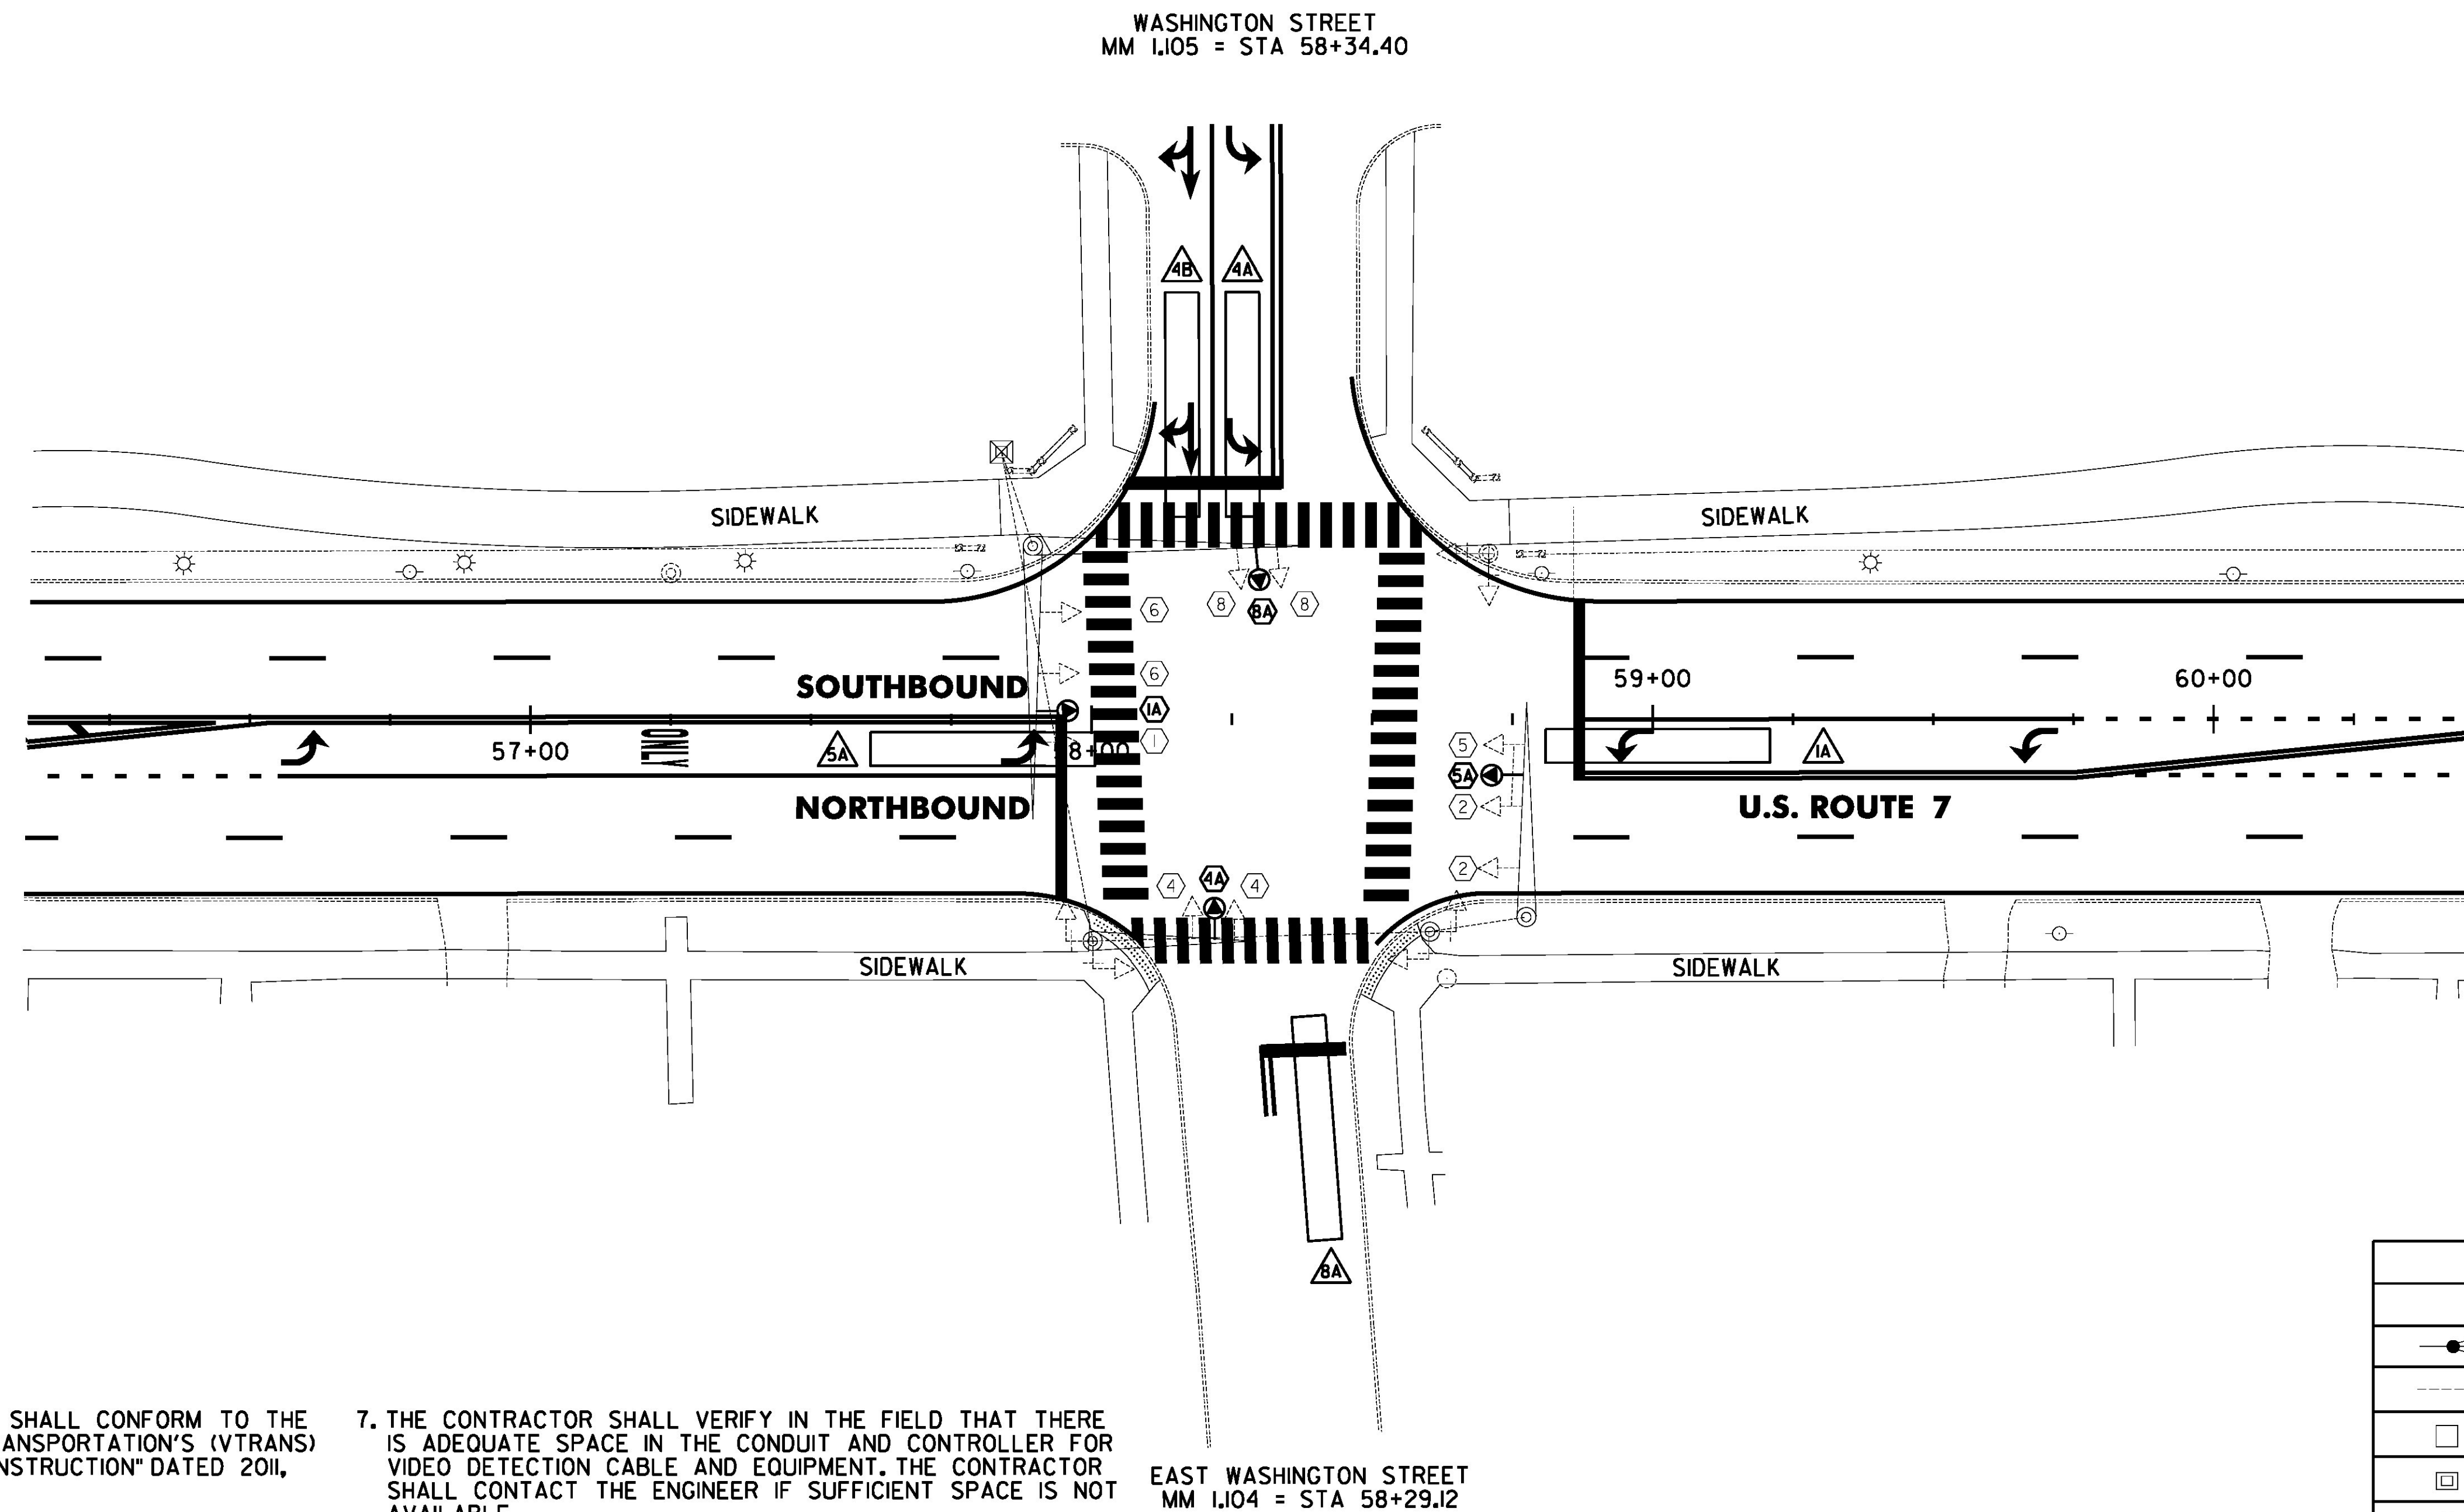 WASHINGTON STREET
MM 1.105 = STA 58+34.40
4B
4A
SIDEWALK
SIDEWALK
6
8
8A
8
6
SOUTHBOUND
59+00
60+00
1A
57+00
ONLY
5A
8+00
1
5
1A
5A
NORTHBOUND
2
U.S. ROUTE 7
2
4
4A
4
SIDEWALK
SIDEWALK
8A
SHALL CONFORM TO THE
ANSPORTATION'S (VTRANS)
NSTRUCTION" DATED 2011,
7. THE CONTRACTOR SHALL VERIFY IN THE FIELD THAT THERE
IS ADEQUATE SPACE IN THE CONDUIT AND CONTROLLER FOR
VIDEO DETECTION CABLE AND EQUIPMENT. THE CONTRACTOR
SHALL CONTACT THE ENGINEER IF SUFFICIENT SPACE IS NOT
AVAILABLE
EAST WASHINGTON STREET
MM 1.104 = STA 58+29.12